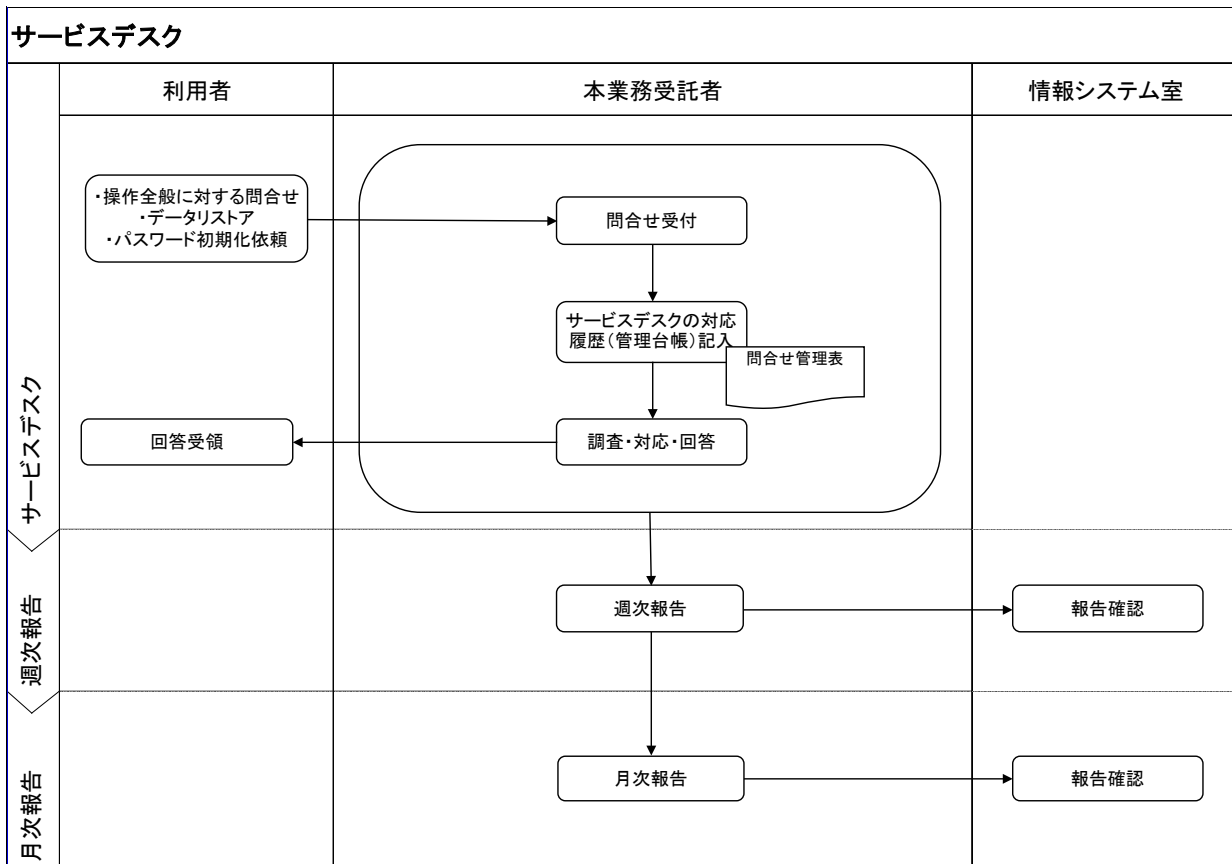 サービスデスク
利用者
本業務受託者
情報システム室
サービスデスク
・操作全般に対する問合せ
・データリストア
・パスワード初期化依頼
問合せ受付
サービスデスクの対応
履歴(管理台帳)記入
問合せ管理表
回答受領
調査・対応・回答
週次報告
週次報告
報告確認
月次報告
月次報告
報告確認